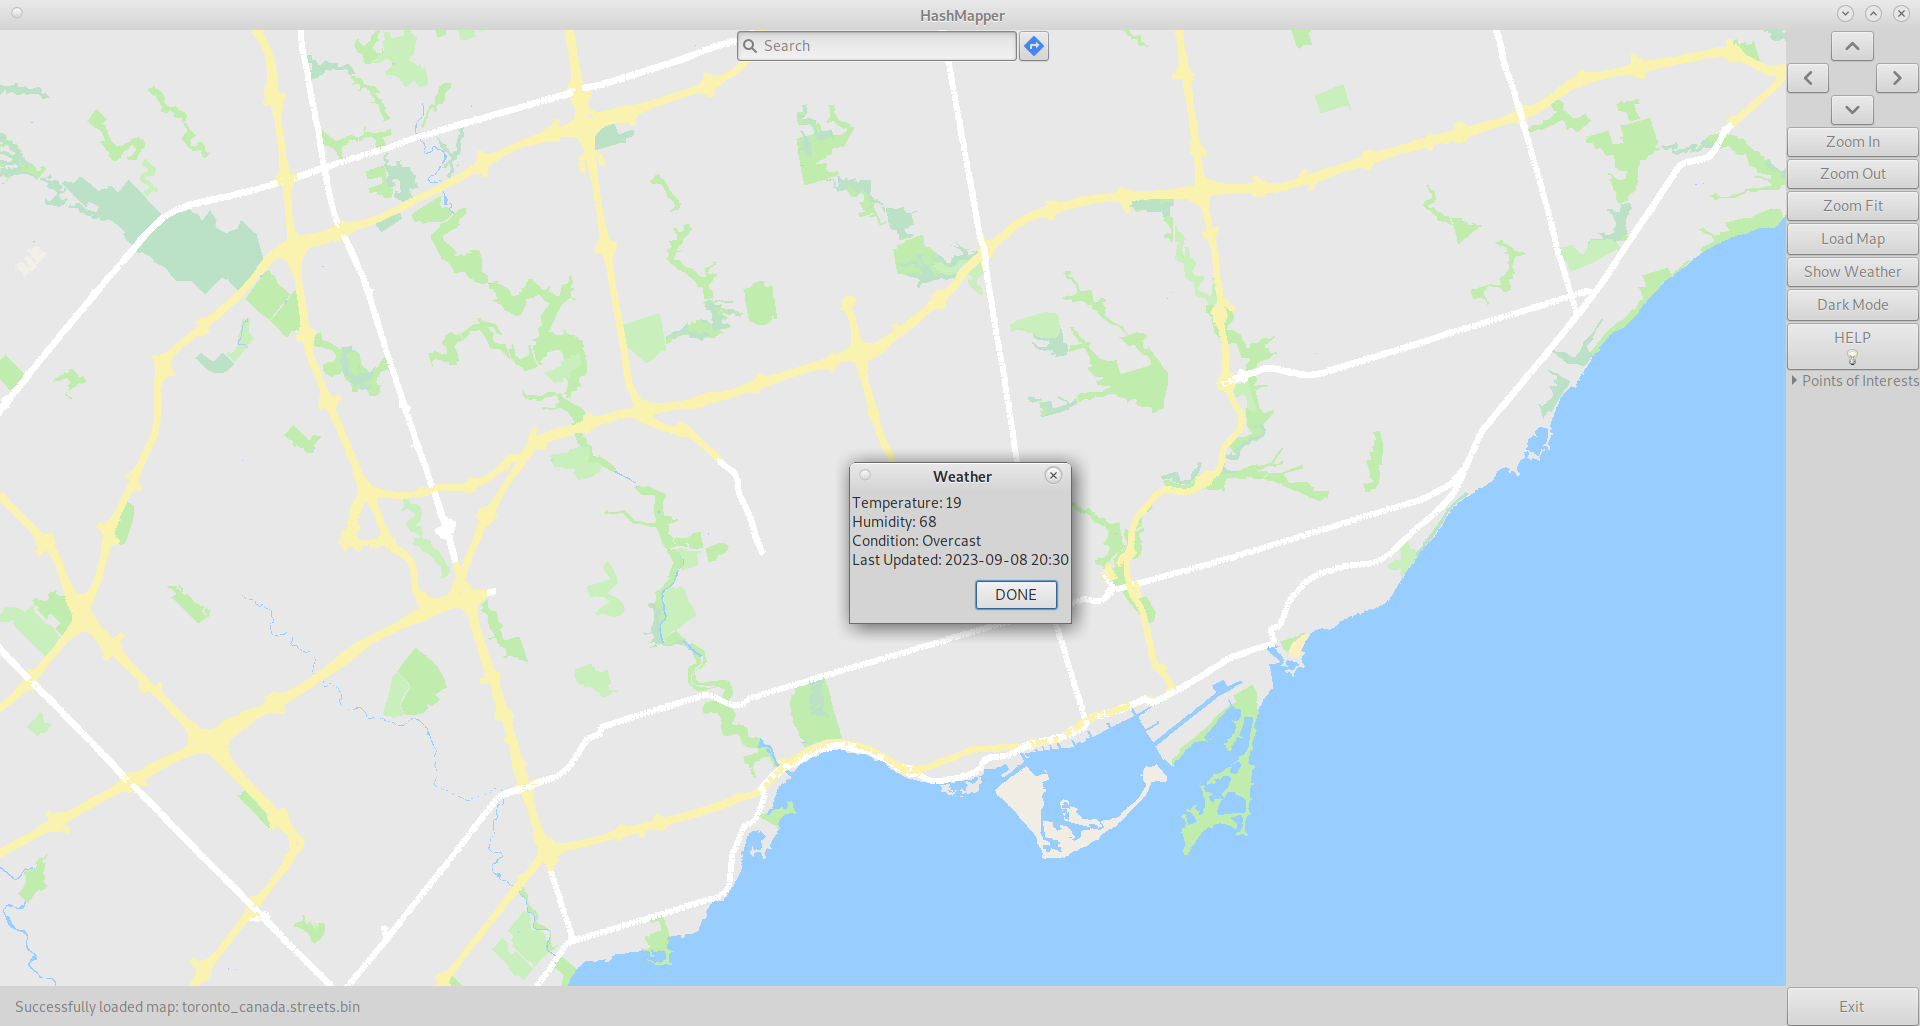 HashMapper
Search
Zoom In
Zoom Out
Zoom Fit
Load Map
Show Weather
Dark Mode
HELP
Points of Interests
Weather
Temperature: 19
Humidity: 68
Condition: Overcast
Last Updated: 2023-09-08 20:30
DONE
Successfully loaded map: toronto_canada.streets.bin
Exit